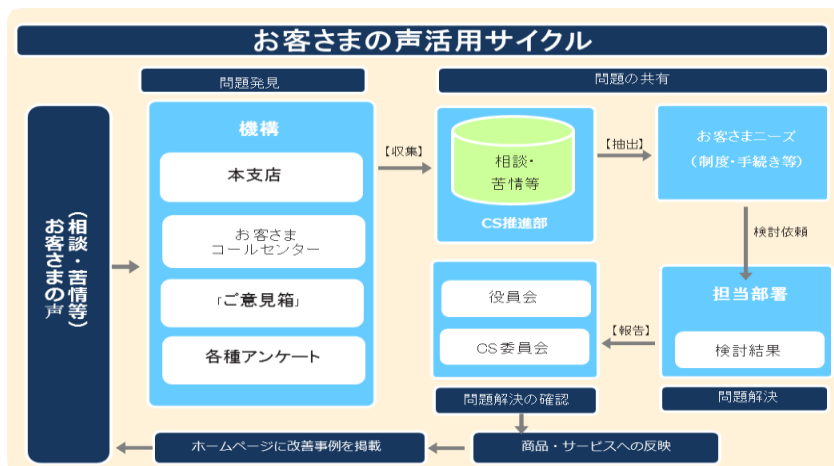 お客さまの声活用サイクル
問題発見
問題の共有
お客さまの声
(相談・苦情等)
機構
本支店
お客さま
コールセンター
「ご意見箱」
各種アンケート
【収集】
相談・
苦情等
CS推進部
【抽出】
お客さまニーズ
(制度・手続き等)
検討依頼
担当部署
検討結果
問題解決
【報告】
役員会
CS委員会
問題解決の確認
商品・サービスへの反映
ホームページに改善事例を掲載